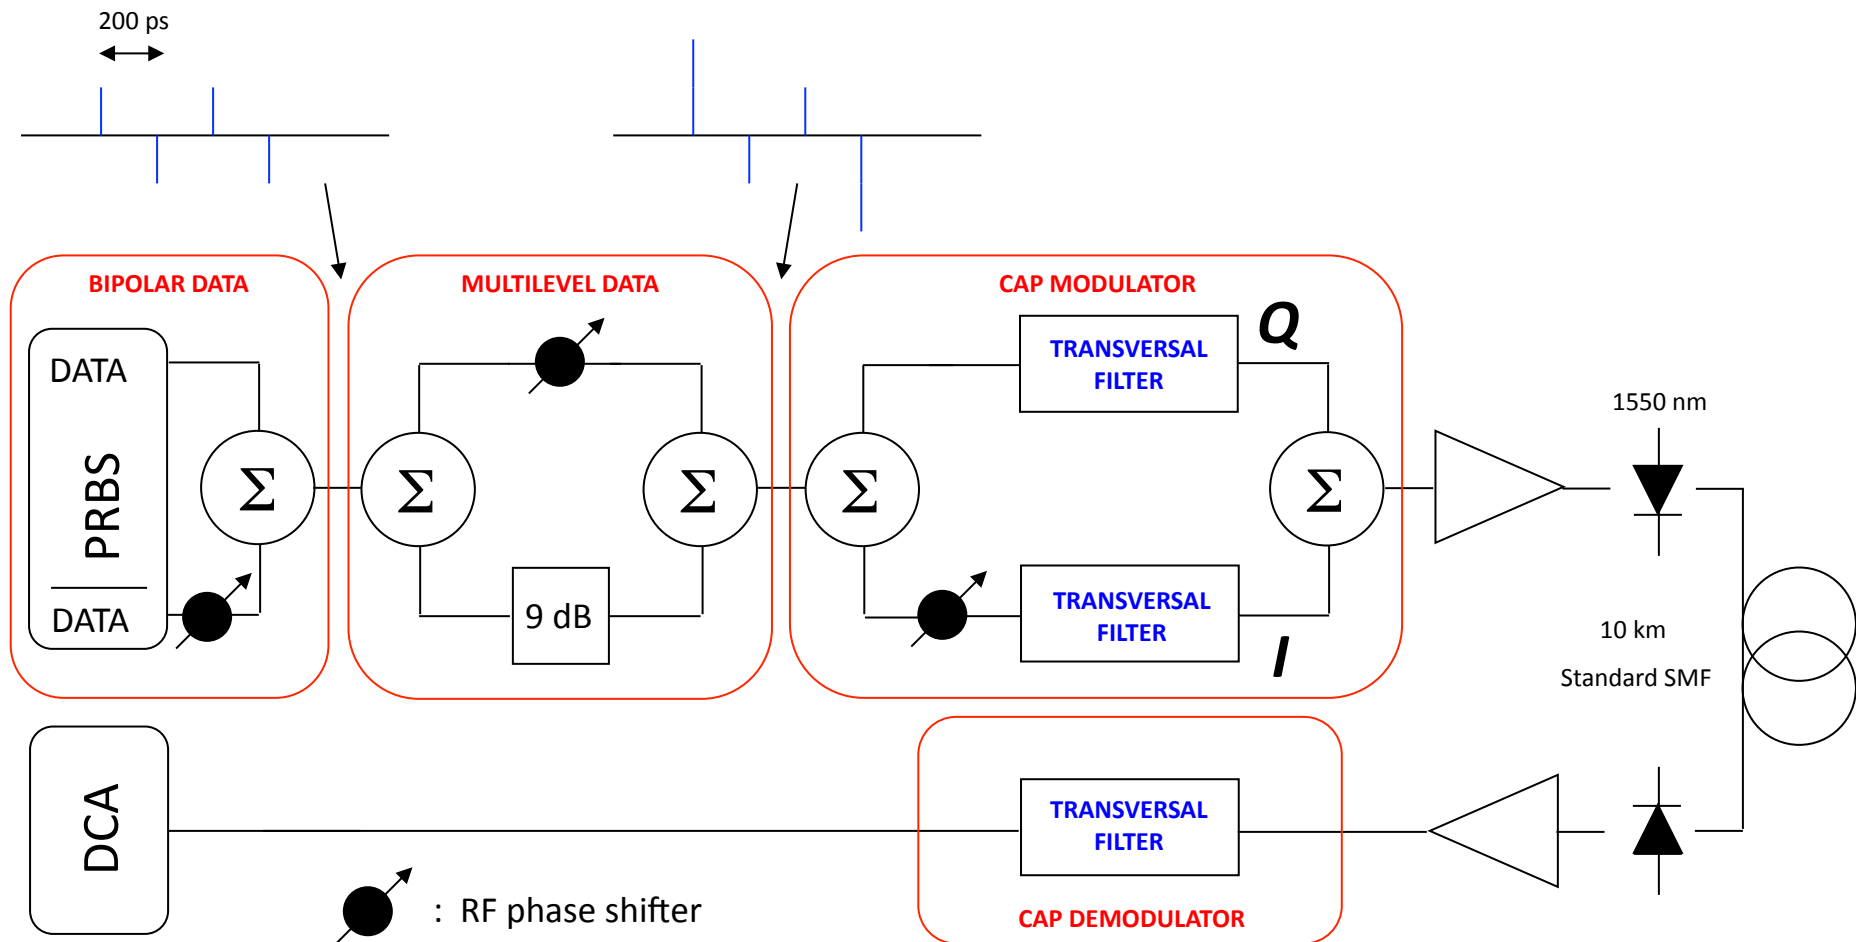 200 ps
BIPOLAR DATA
MULTILEVEL DATA
CAP MODULATOR
DATA
PRBS
DATA
Σ
Σ
9 dB
Σ
Σ
TRANSVERSAL
FILTER
Q
TRANSVERSAL
FILTER
I
Σ
1550 nm
10 km
Standard SMF
DCA
TRANSVERSAL
FILTER
CAP DEMODULATOR
: RF phase shifter